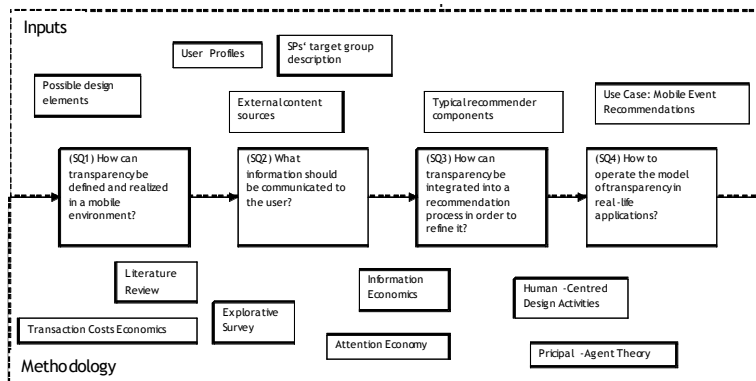 Inputs
User Profiles
SPs' target group
description
Possible design
elements
External content
sources
Typical recommender
components
Use Case: Mobile Event
Recommendations
(SQ1) How can
transparency be
defined and realized
in a mobile
environment?
(SQ2) What
information should
be communicated to
the user?
(SQ3) How can
transparency be
integrated into a
recommendation
process in order to
refine it?
(SQ4) How to
operate the model
of transparency in
real-life
applications?
Literature
Review
Information
Economics
Human -Centred
Design Activities
Transaction Costs Economics
Explorative
Survey
Attention Economy
Pricipal -Agent Theory
Methodology